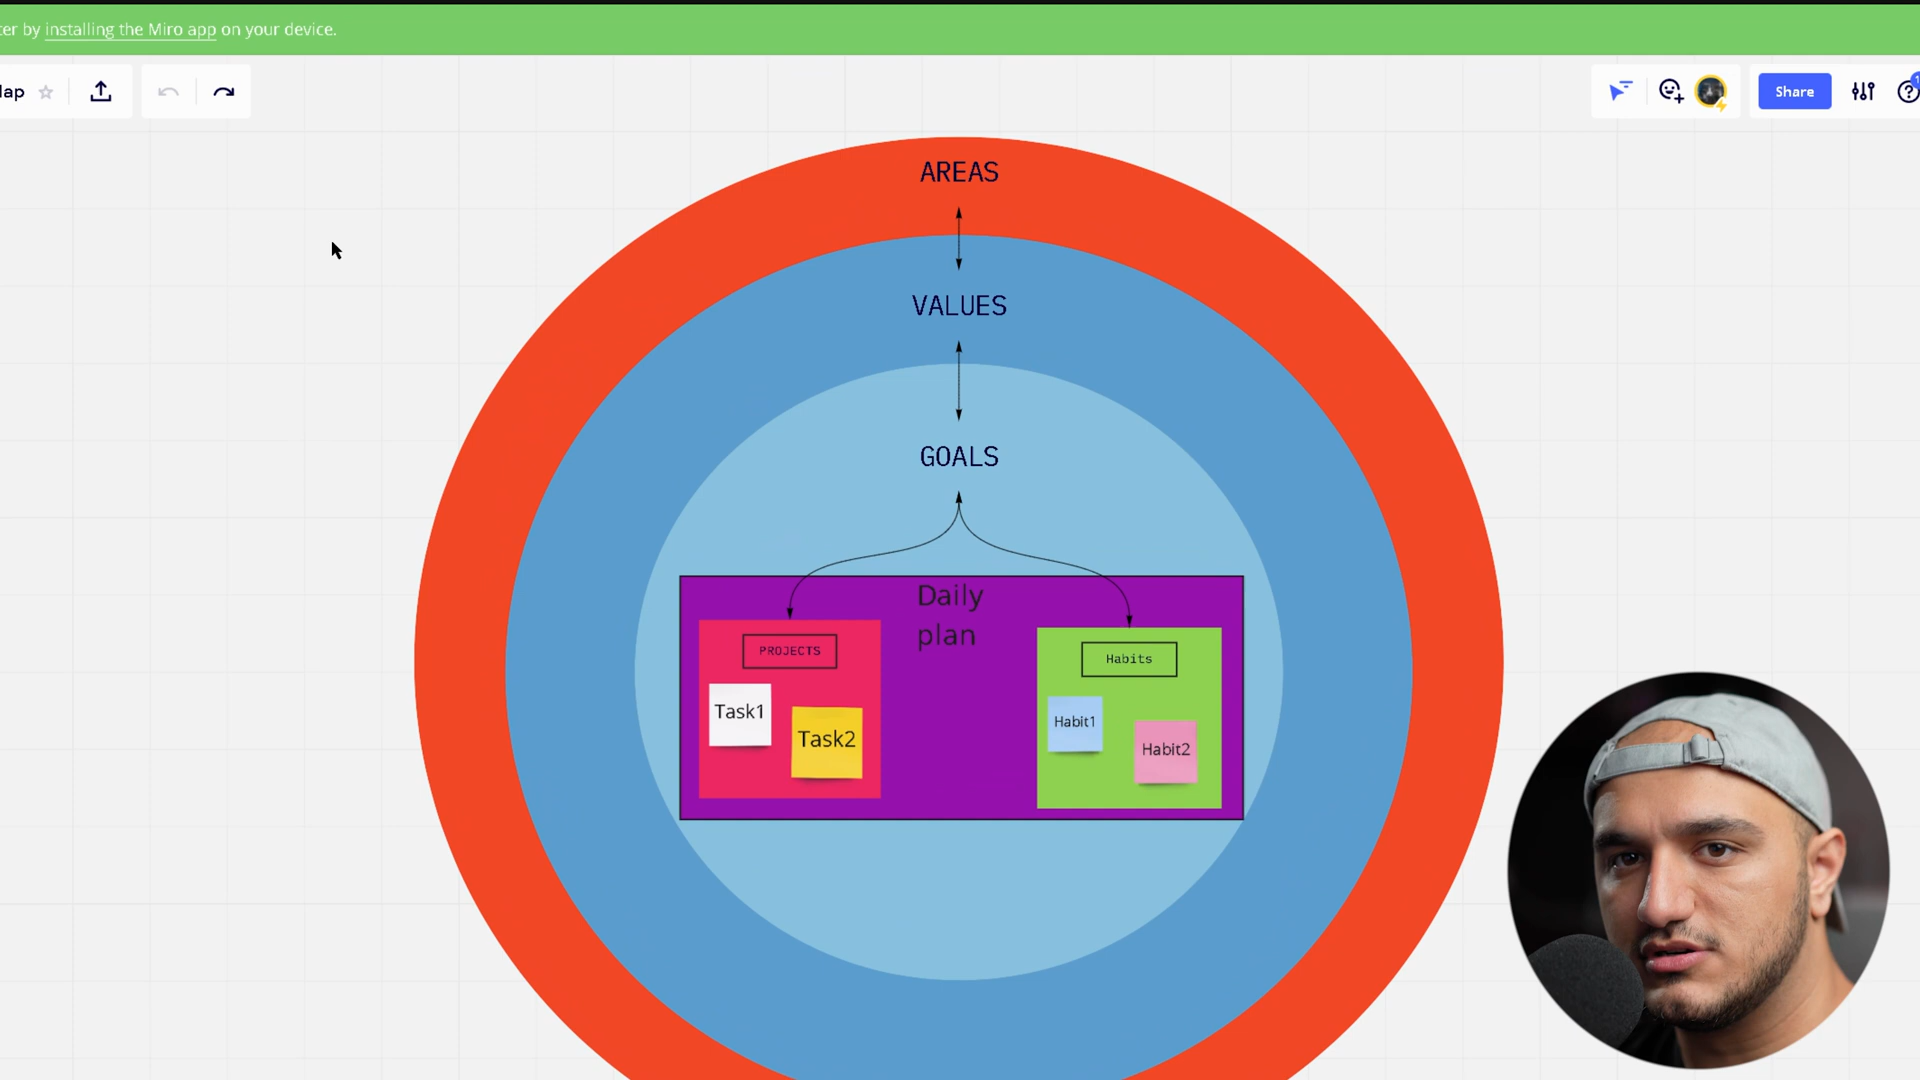 ter by installing the Miro app on your device.
lap
Share
AREAS
VALUES
GOALS
Daily
plan
PROJECTS
Habits
Task1
Task2
Habit1
Habit2